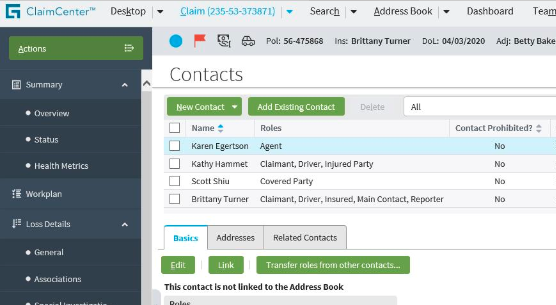 ClaimCenter™ Desktop Claim (235-53-373871) Search Address Book Dashboard Team
Actions
Pol: 56-475868 Ins: Brittany Turner DoL: 04/03/2020 Adj: Betty Bake
Summary
Overview
Status
Health Metrics
Workplan
Loss Details
General
Associations
Contacts
New Contact Add Existing Contact Delete All
Name Roles Contact Prohibited?
Karen Egertson Agent No
Kathy Hammet Claimant, Driver, Injured Party No
Scott Shiu Covered Party No
Brittany Turner Claimant, Driver, Insured, Main Contact, Reporter No
Basics Addresses Related Contacts
Edit Link Transfer roles from other contacts...
This contact is not linked to the Address Book
Roles